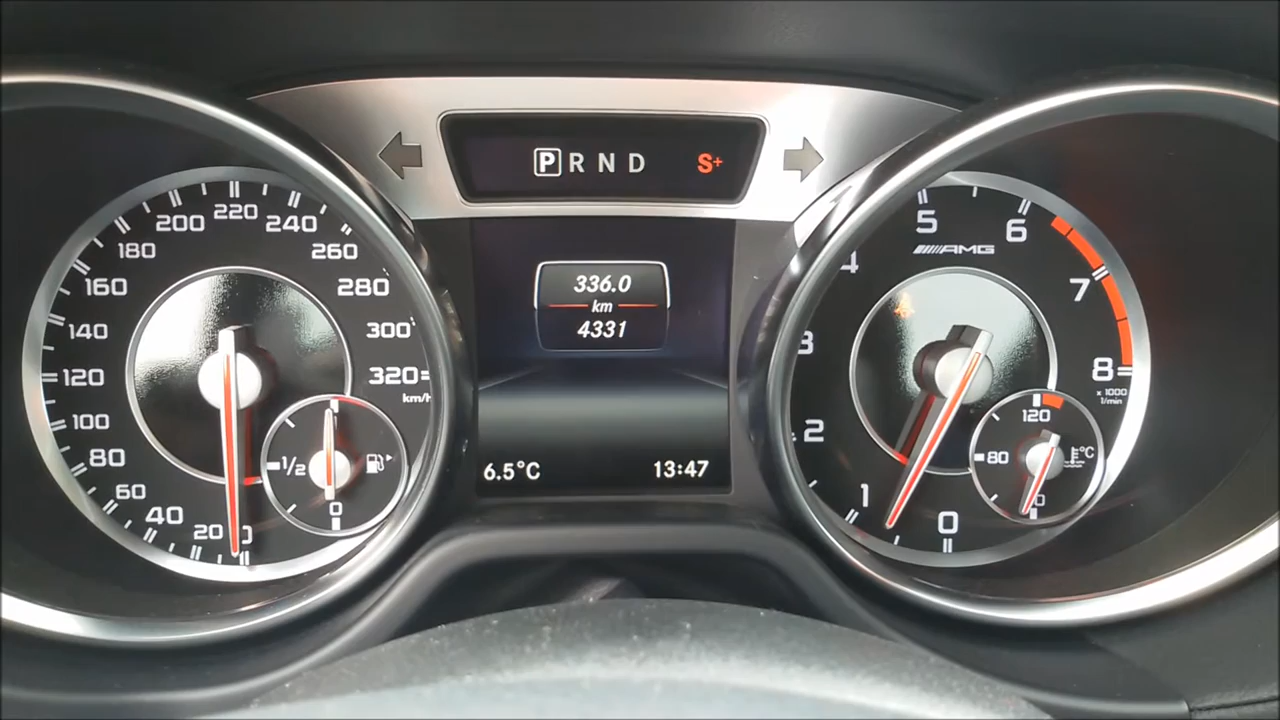 P R N D S+
20 40 60 80 100 120 140 160 180 200 220 240 260 280 300 320
km/h
1/2
0
336.0
km
4331
6.5°C 13:47
0 1 2 3 4 5 6 7 8
AMG
x 1000
1/min
120
80
°C